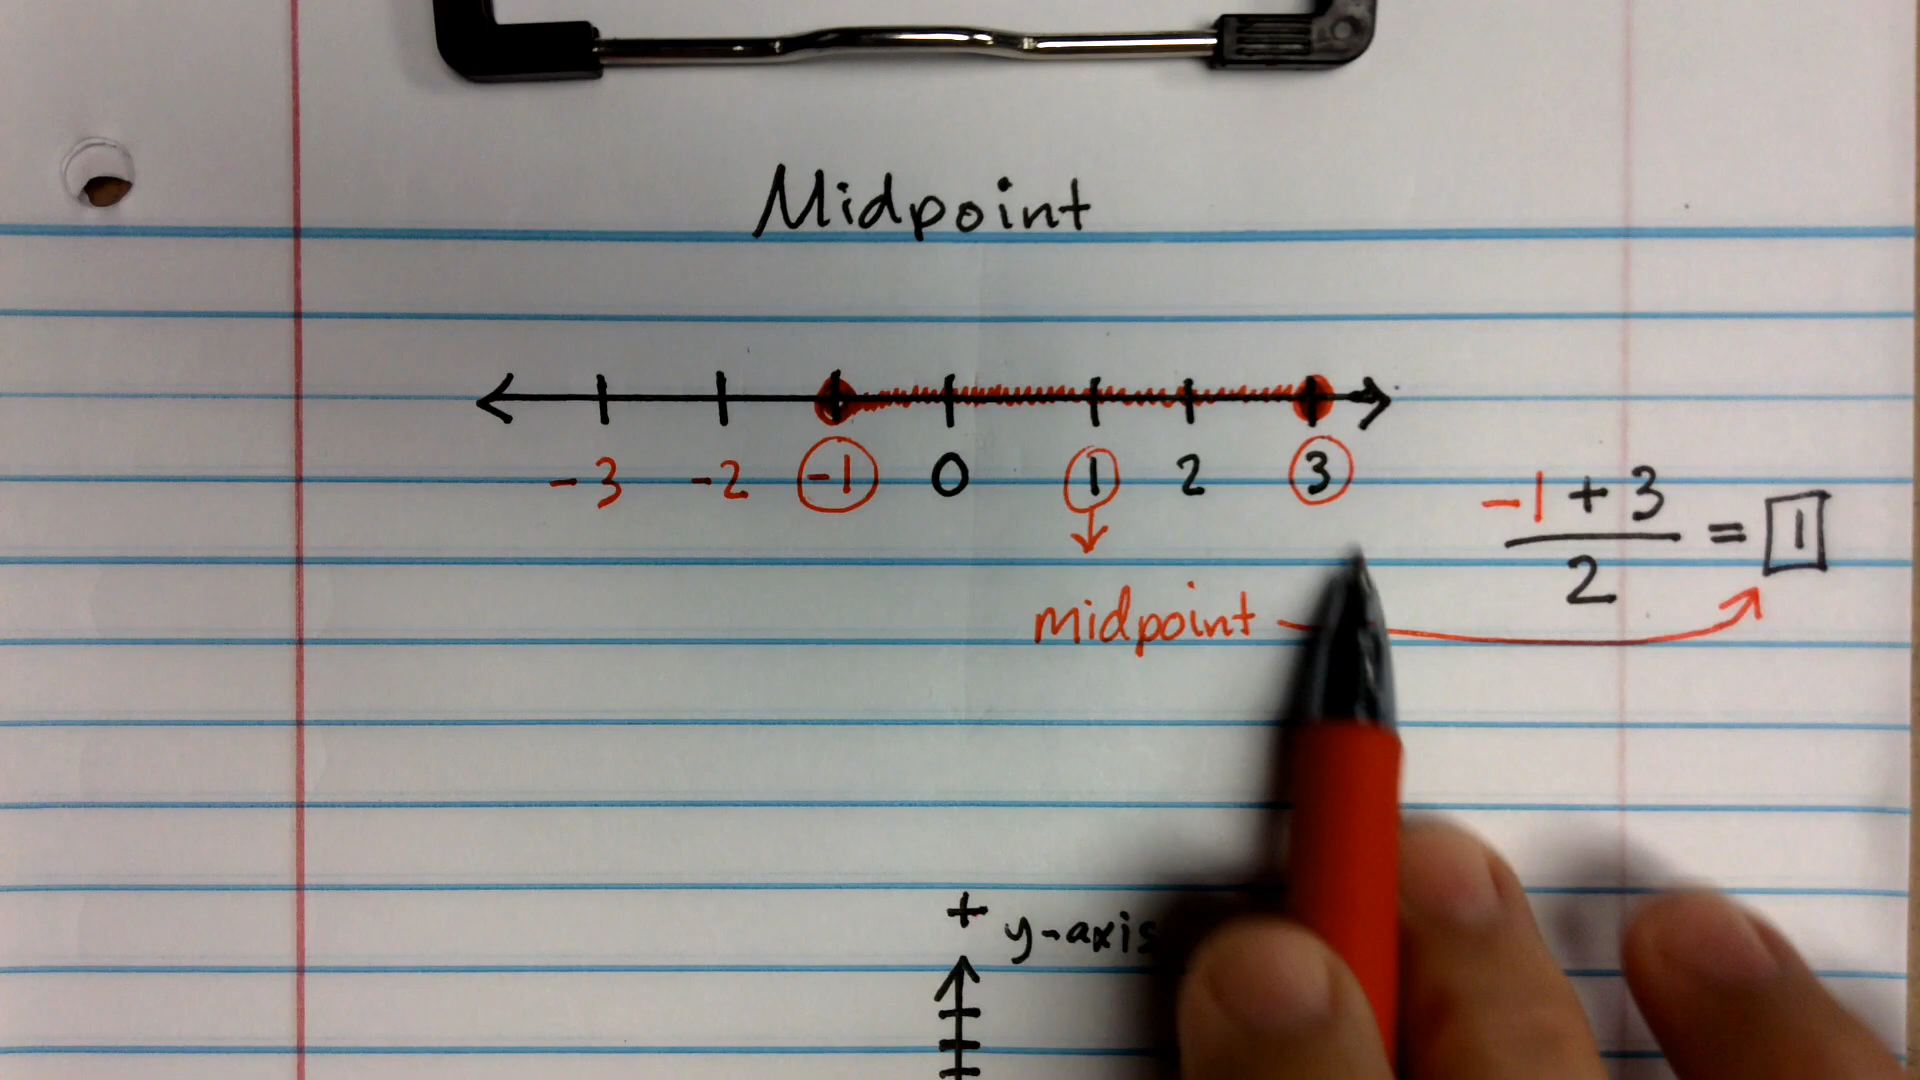 Midpoint
-3 -2 -1 0 1 2 3
-1 + 3
2
= 1
midpoint
+ y-axis